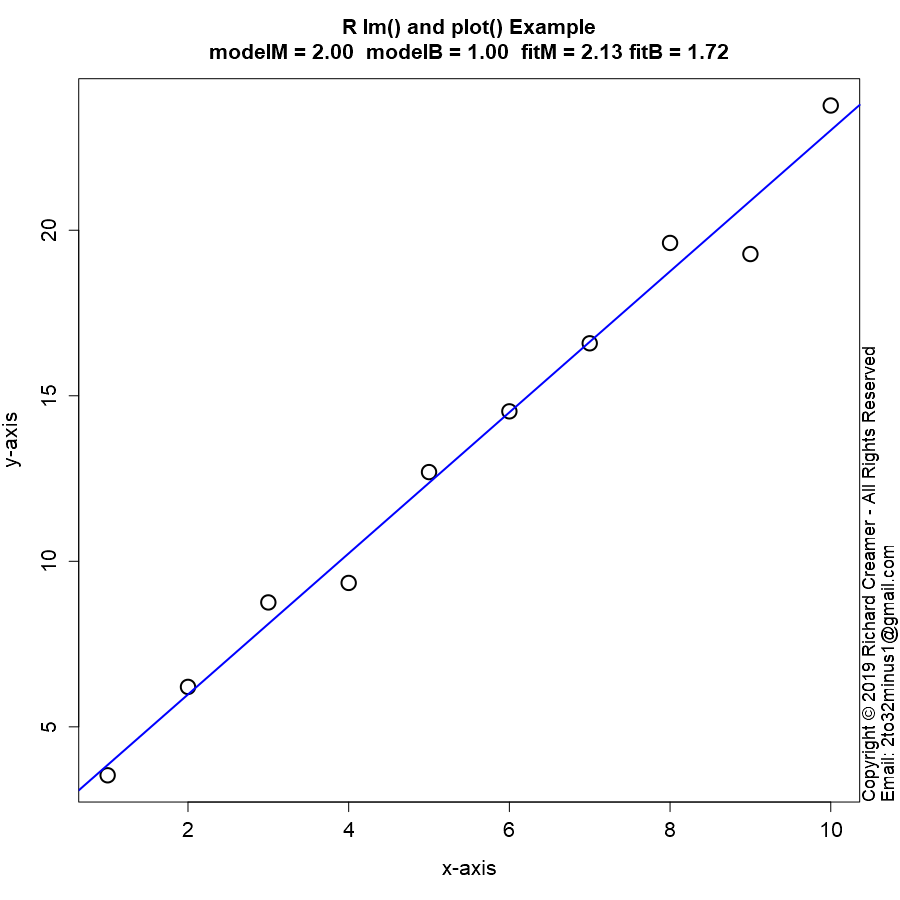 R lm() and plot() Example
modelM = 2.00  modelB = 1.00  fitM = 2.13 fitB = 1.72
20
15
10
5
y-axis
2
4
6
8
10
x-axis
Copyright © 2019 Richard Creamer - All Rights Reserved
Email: 2to32minus1@gmail.com